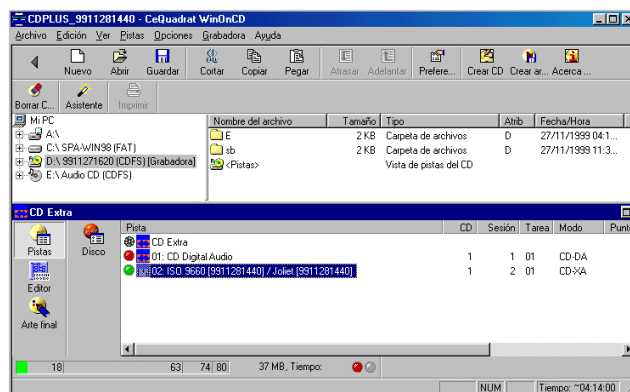 CDPLUS_9911281440 - CeQuadrat WinOnCD
Archivo Edición Ver Pistas Opciones Grabadora Ayuda
Nuevo Abrir Guardar Cortar Copiar Pegar Atrasar Adelantar Prefere... Crear CD Crear ar... Acerca ...
Borrar C... Asistente Imprimir
Mi PC
A:\
C:\ SPA-WIN98 (FAT)
D:\ 9911271620 (CDFS) [Grabadora]
E:\ Audio CD (CDFS)
Nombre del archivo Tamaño Tipo Atrib Fecha/Hora
E 2 KB Carpeta de archivos D 27/11/1999 04:1...
sb 2 KB Carpeta de archivos D 27/11/1999 11:3...
<Pistas> Vista de pistas del CD
CD Extra
Pistas
Disco
Editor
Arte final
Pista CD Sesión Tarea Modo Punto
CD Extra
01: CD Digital Audio 1 1 01 CD-DA
02: ISO 9660 [9911281440] / Joliet [9911281440] 1 2 01 CD-XA
18 63 74 80 37 MB, Tiempo:
NUM Tiempo: ~04:14:00